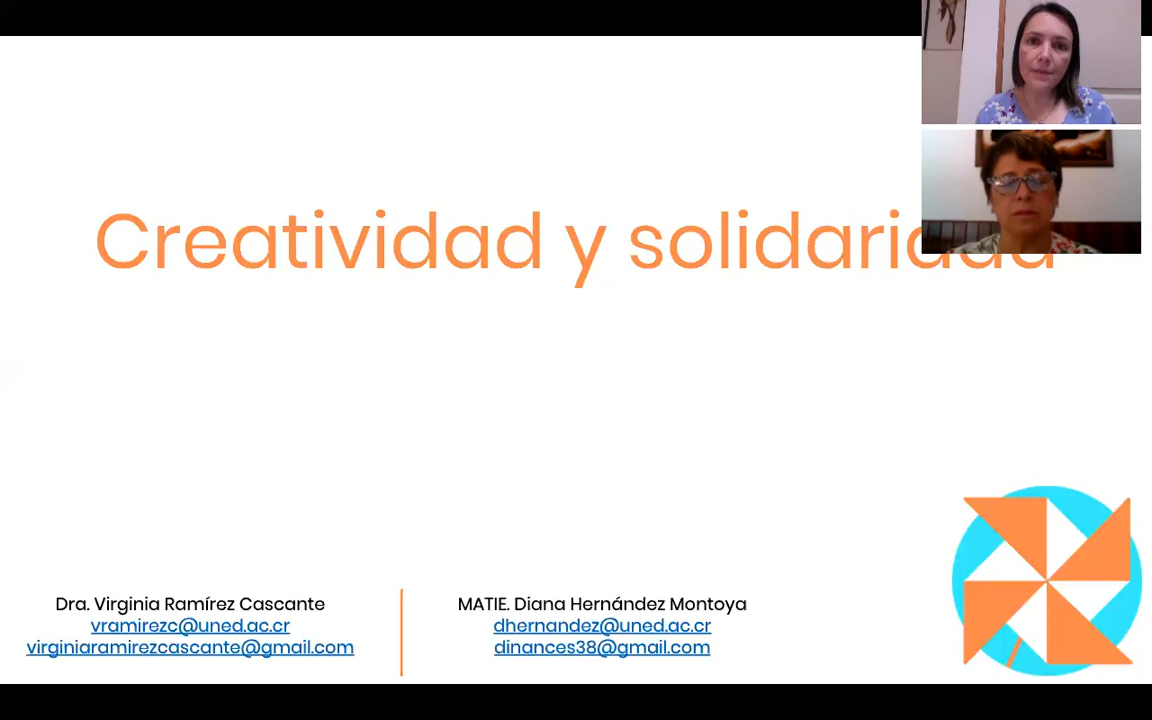 Creatividad y solidaridad
Dra. Virginia Ramírez Cascante
vramirezc@uned.ac.cr
virginiaramirezcascante@gmail.com
MATIE. Diana Hernández Montoya
dhernandez@uned.ac.cr
dinances38@gmail.com